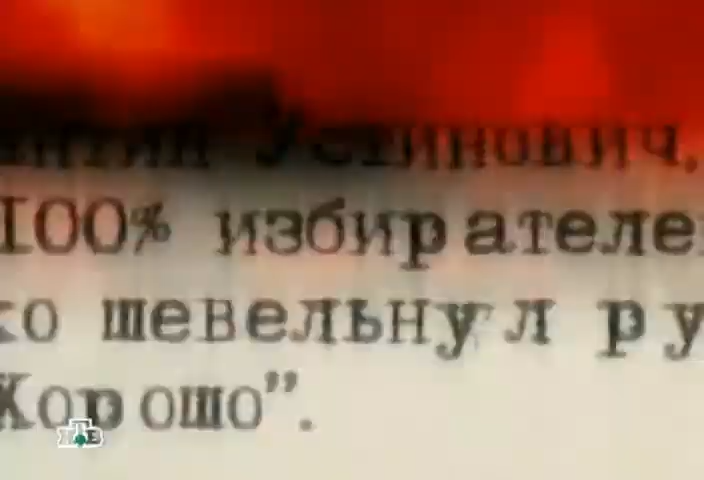 Устинович,
100% избирателе
ко шевельнул ру
Хорошо”.
НТВ